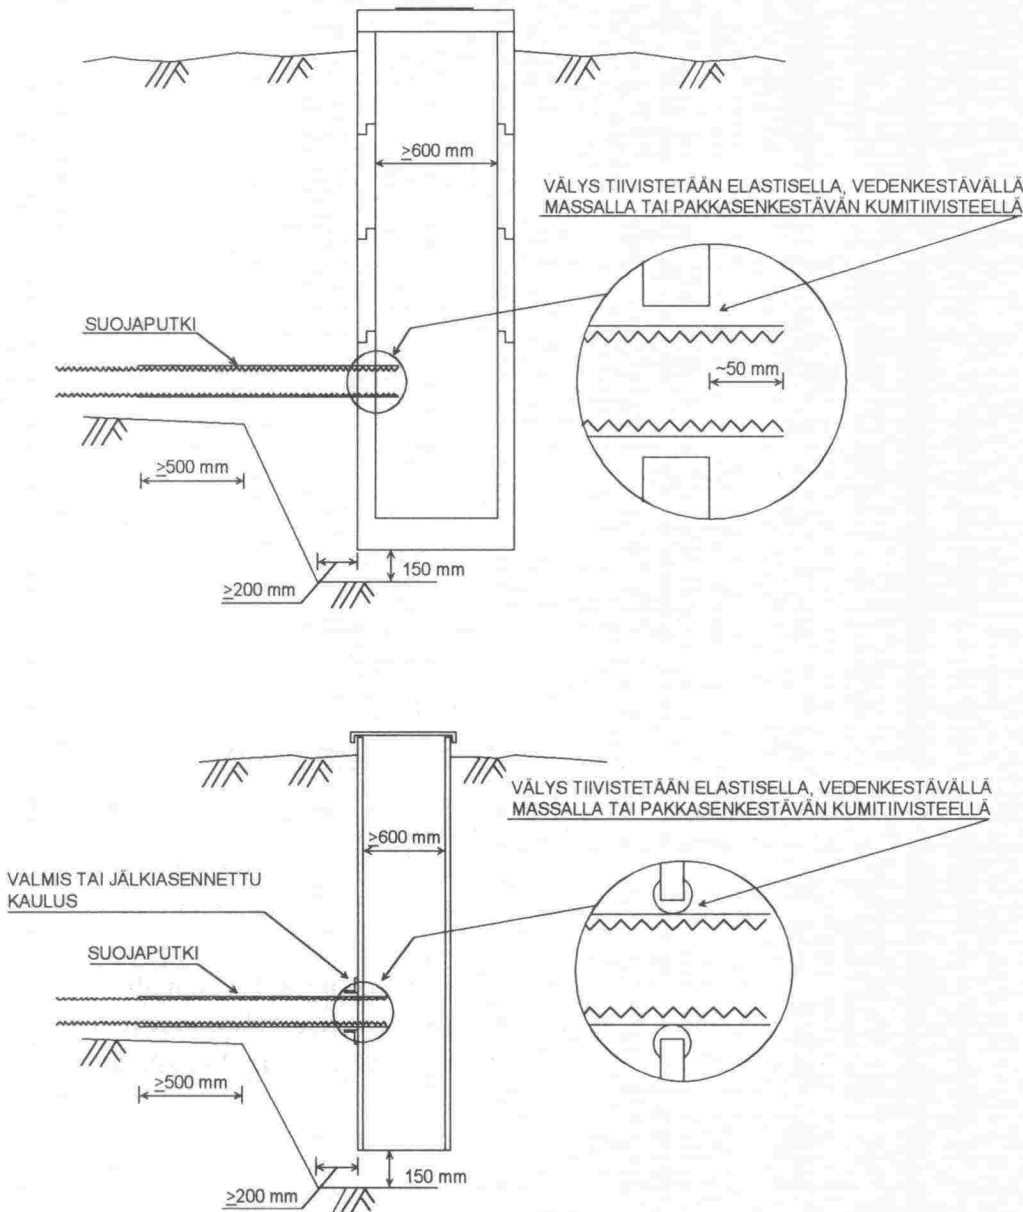 ≥600 mm
VÄLYS TIIVISTETÄÄN ELASTISELLA, VEDENKESTÄVÄLLÄ
MASSALLA TAI PAKKASENKESTÄVÄN KUMITIIVISTEELLÄ
SUOJAPUTKI
~50 mm
≥500 mm
150 mm
≥200 mm
VÄLYS TIIVISTETÄÄN ELASTISELLA, VEDENKESTÄVÄLLÄ
MASSALLA TAI PAKKASENKESTÄVÄN KUMITIIVISTEELLÄ
≥600 mm
VALMIS TAI JÄLKIASENNETTU
KAULUS
SUOJAPUTKI
≥500 mm
150 mm
≥200 mm